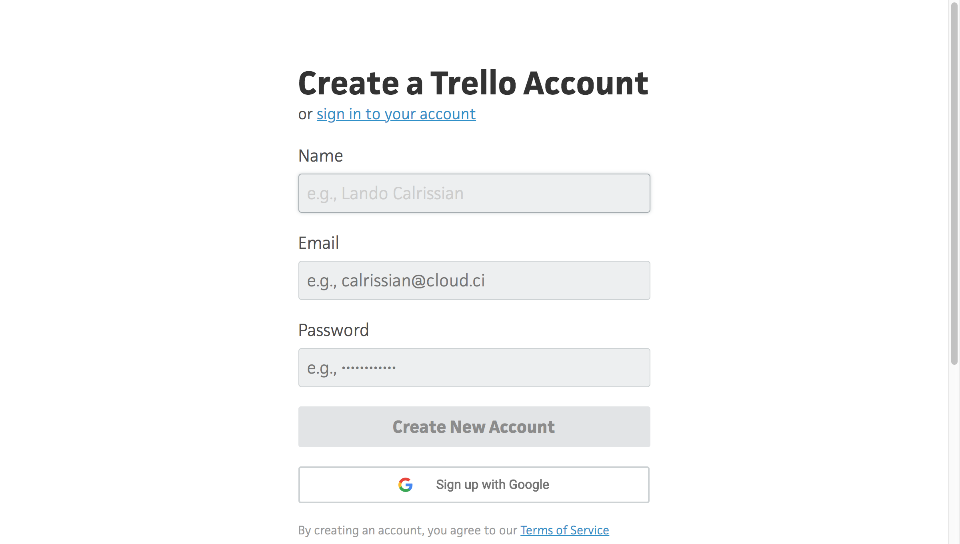 Create a Trello Account
or sign in to your account
Name
e.g., Lando Calrissian
Email
e.g., calrissian@cloud.ci
Password
e.g., ••••••••••••
Create New Account
Sign up with Google
By creating an account, you agree to our Terms of Service